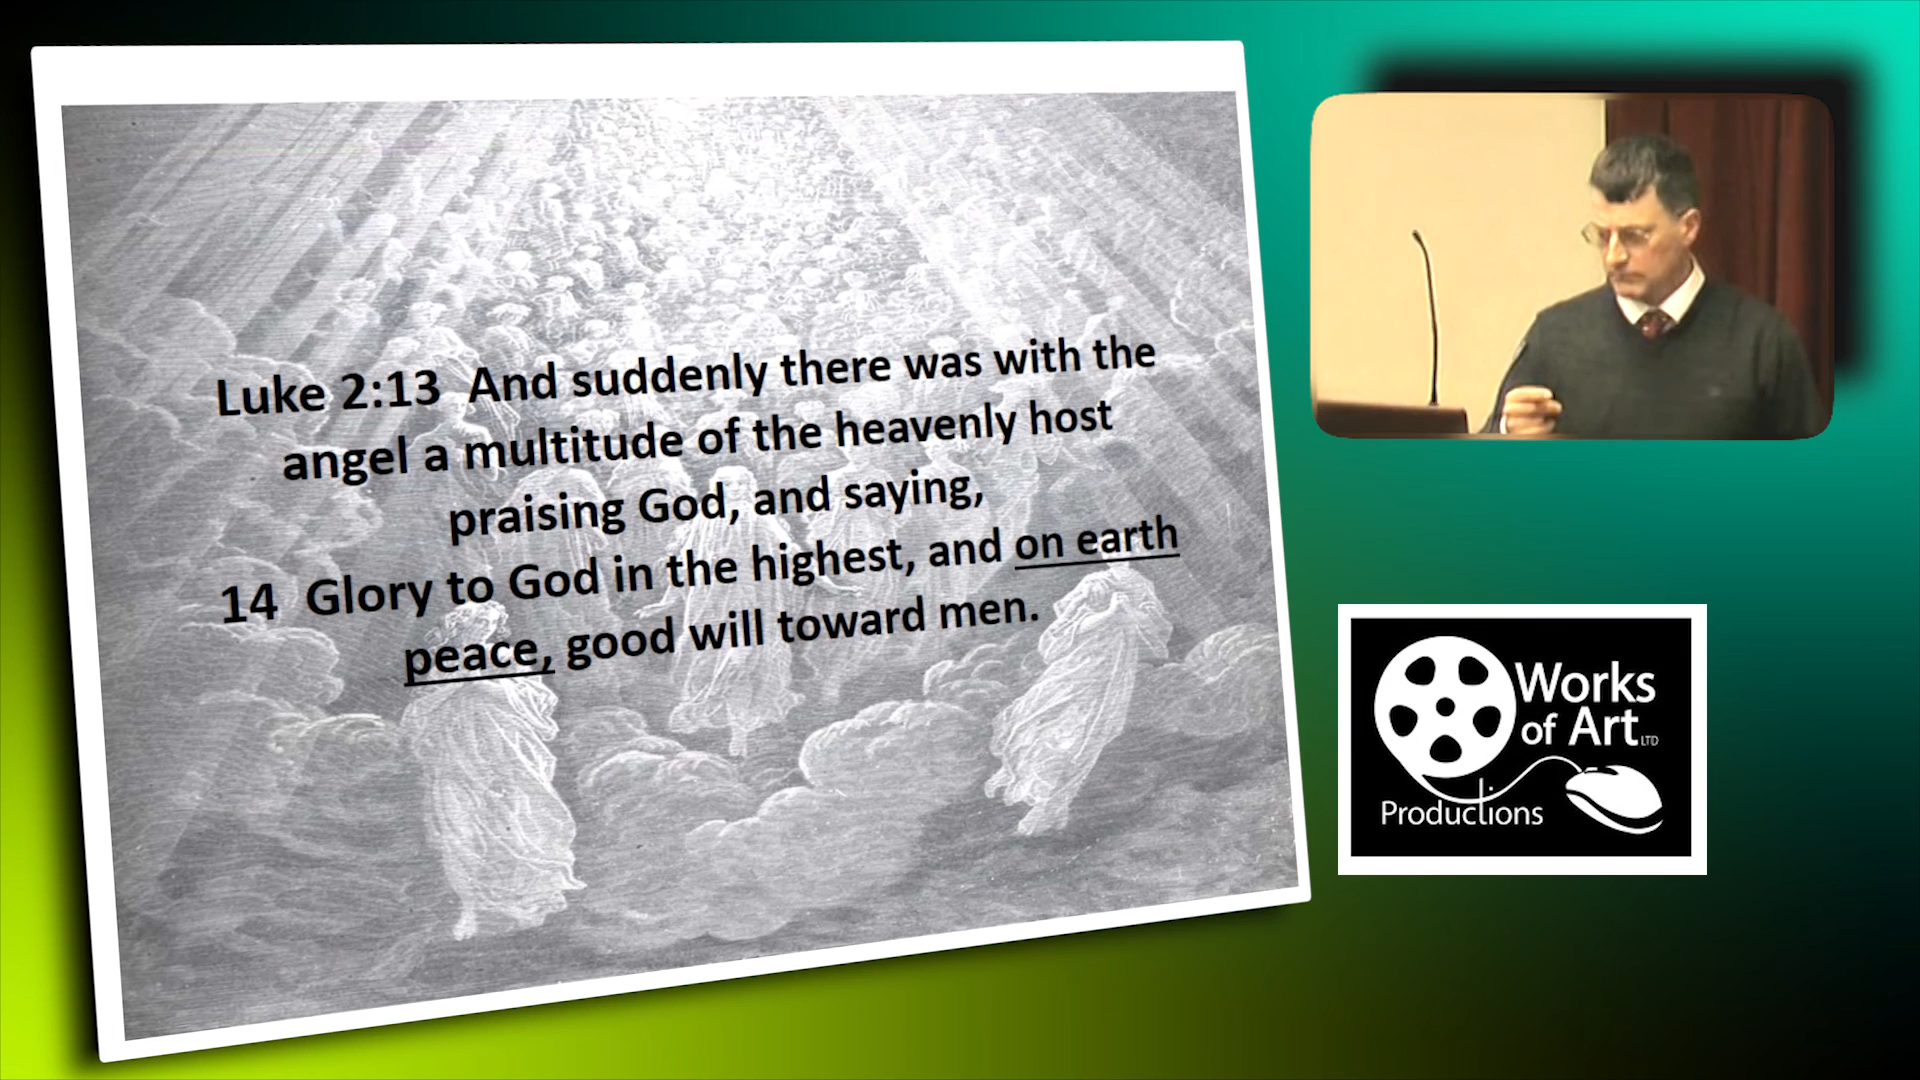 Luke 2:13  And suddenly there was with the
angel a multitude of the heavenly host
praising God, and saying,
14  Glory to God in the highest, and on earth
peace, good will toward men.
Works
of Art LTD
Productions